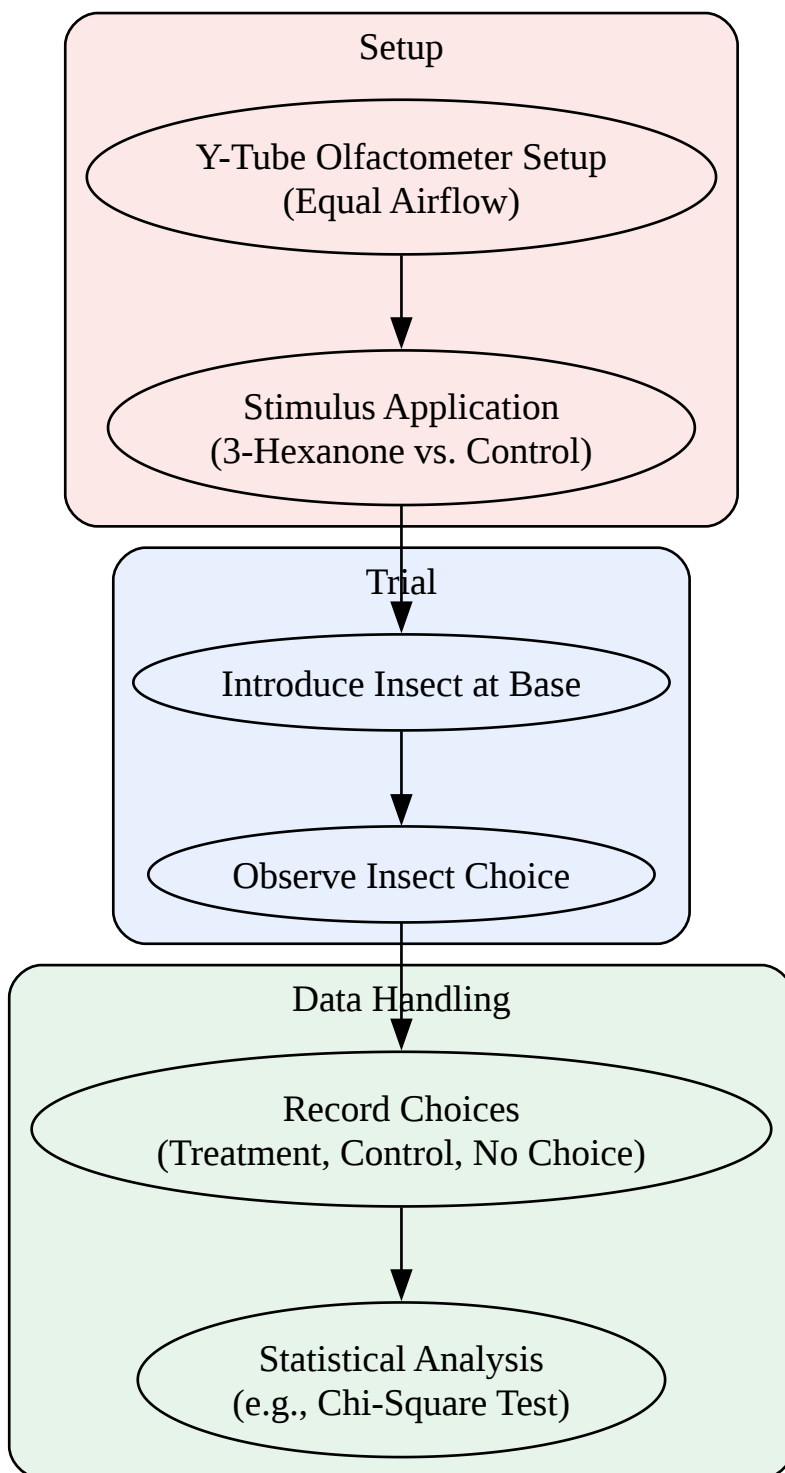 Setup
Y-Tube Olfactometer Setup
(Equal Airflow)
Stimulus Application
(3-Hexanone vs. Control)
Trial
Introduce Insect at Base
Observe Insect Choice
Data Handling
Record Choices
(Treatment, Control, No Choice)
Statistical Analysis
(e.g., Chi-Square Test)